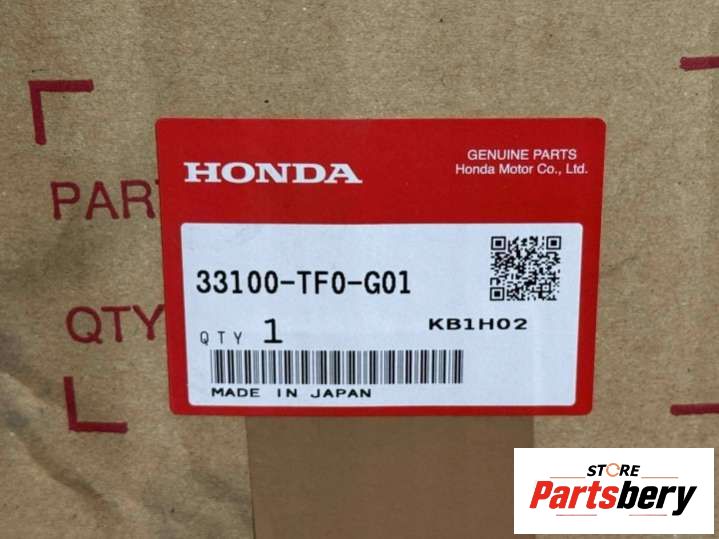 PAR
QTY
HONDA
GENUINE PARTS
Honda Motor Co., Ltd.
33100-TF0-G01
QTY 1
KB1H02
MADE IN JAPAN
STORE
Partsbery